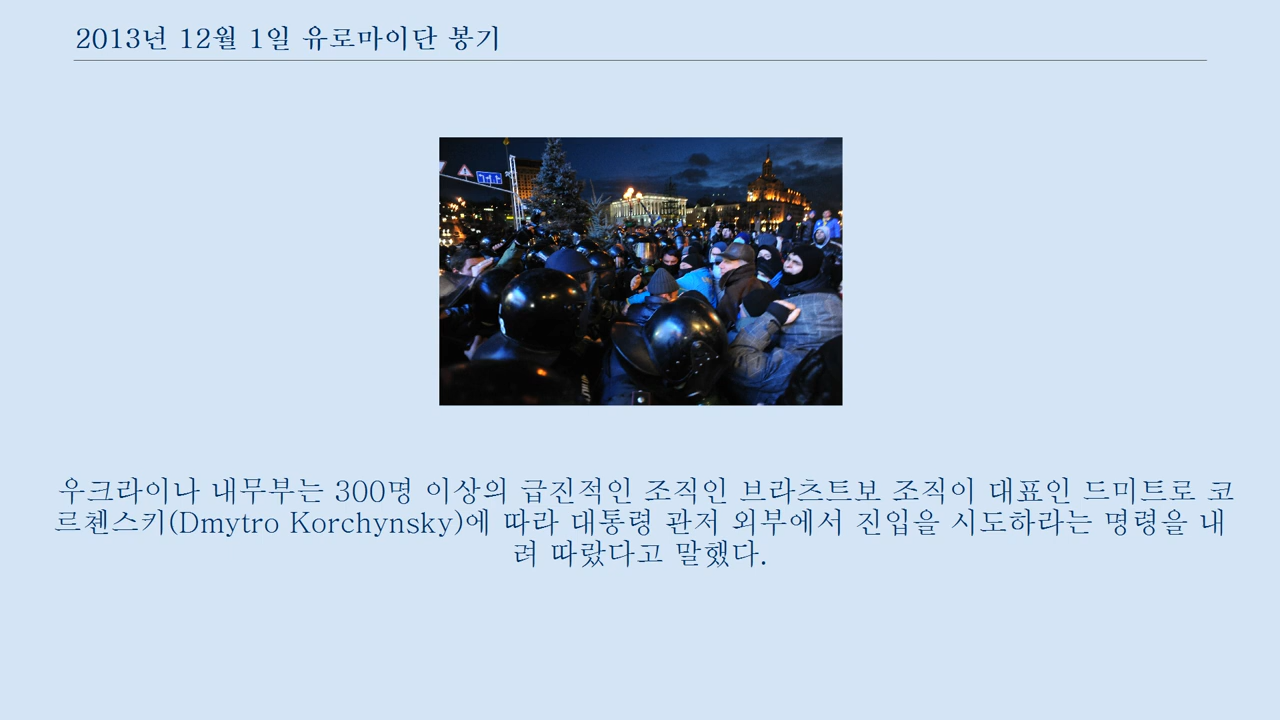 2013년 12월 1일 유로마이단 봉기
우크라이나 내무부는 300명 이상의 급진적인 조직인 브라츠트보 조직이 대표인 드미트로 코
르첸스키(Dmytro Korchynsky)에 따라 대통령 관저 외부에서 진입을 시도하라는 명령을 내
려 따랐다고 말했다.